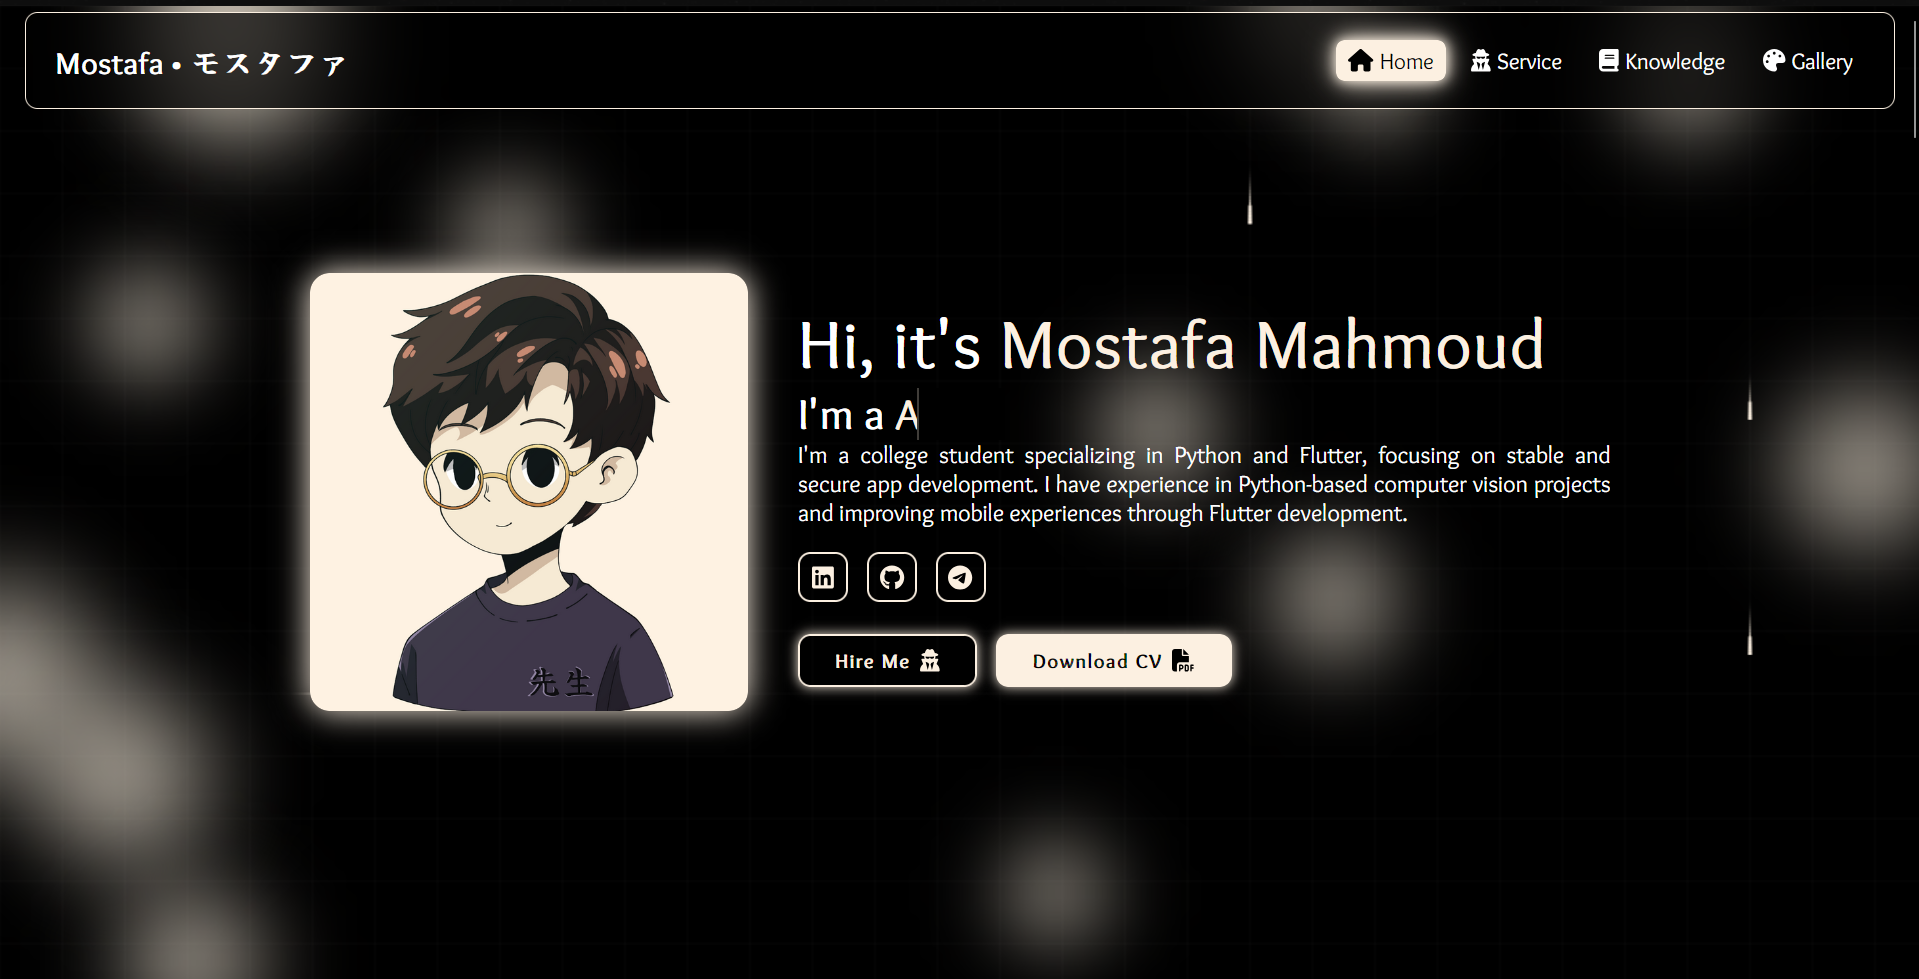 Mostafa • モスタファ
Home
Service
Knowledge
Gallery
Hi, it's Mostafa Mahmoud
I'm a A
I'm a college student specializing in Python and Flutter, focusing on stable and
secure app development. I have experience in Python-based computer vision projects
and improving mobile experiences through Flutter development.
in
Hire Me
Download CV
PDF
先生